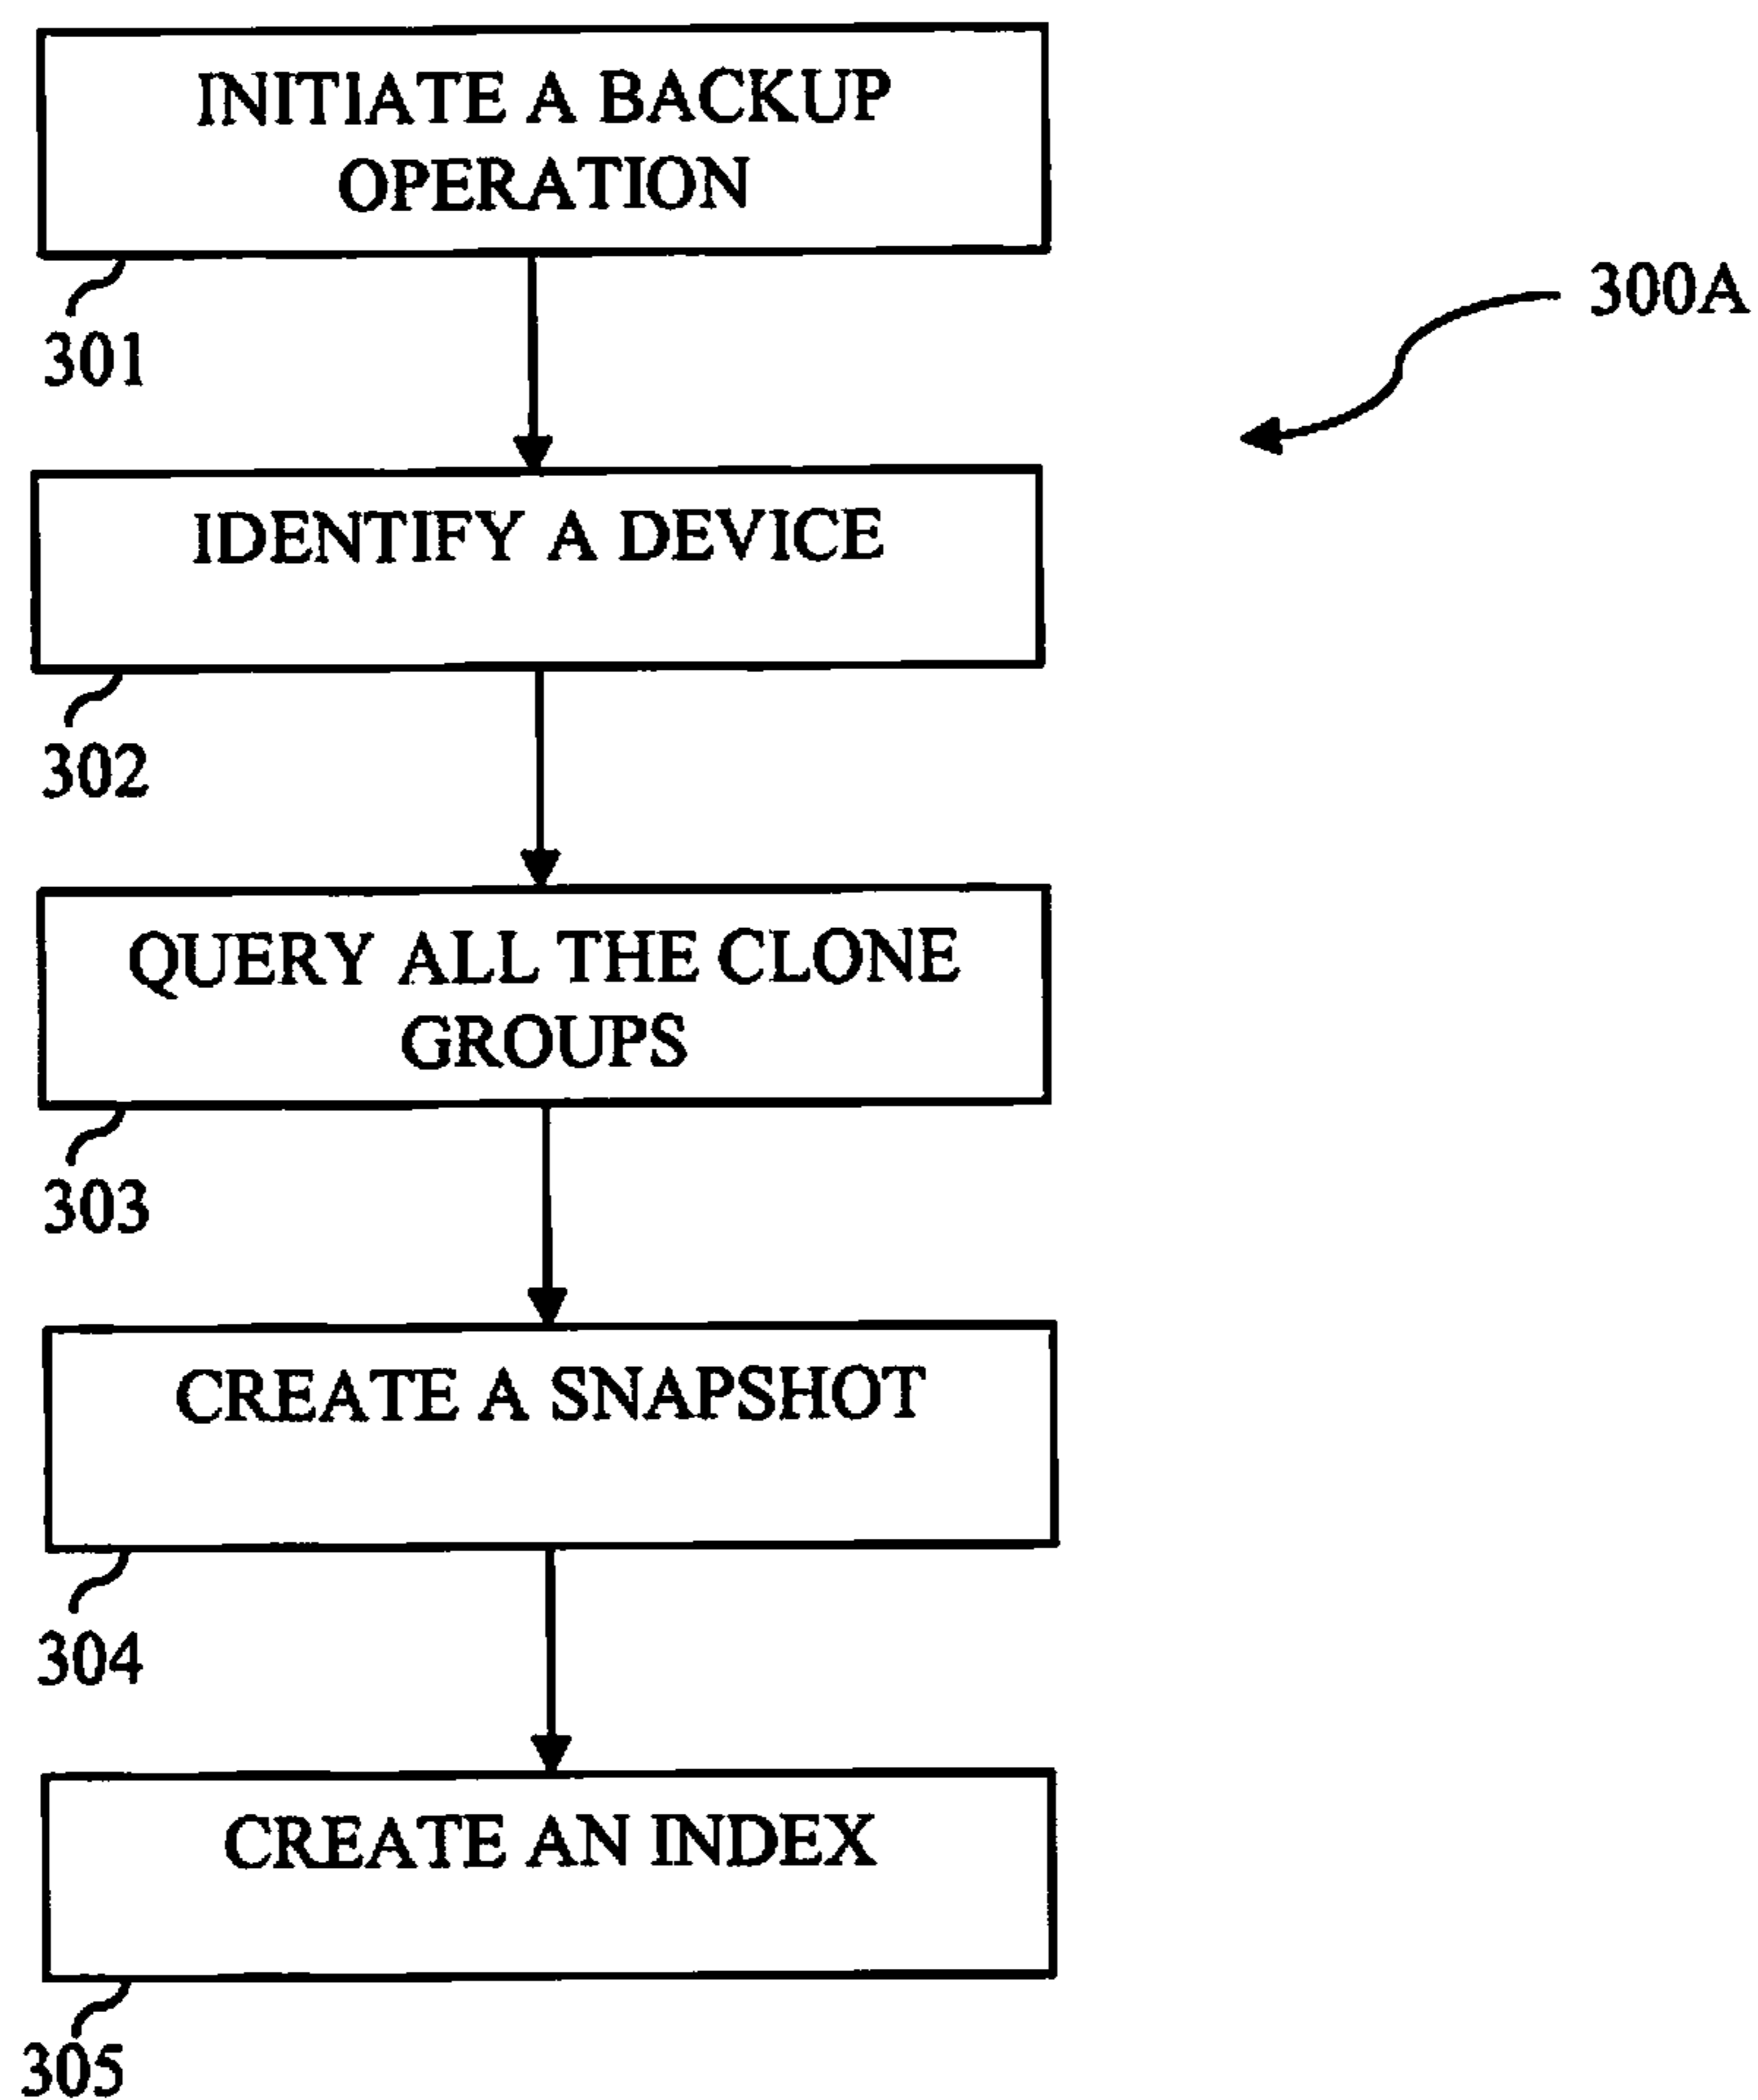 INITIATE A BACKUP
OPERATION
301
300A
IDENTIFY A DEVICE
302
QUERY ALL THE CLONE
GROUPS
303
CREATE A SNAPSHOT
304
CREATE AN INDEX
305